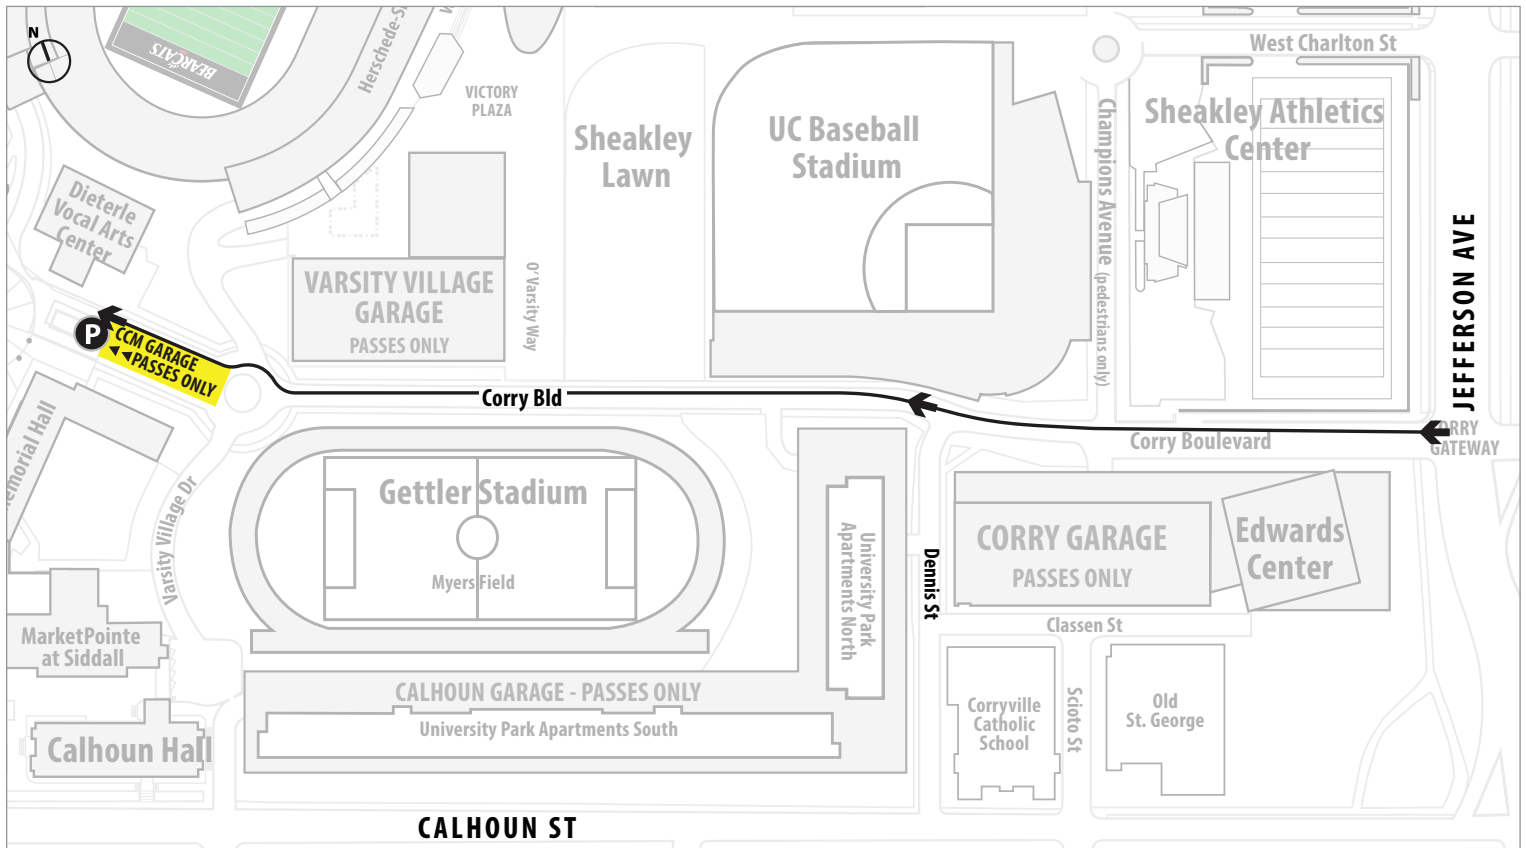 N
BEARCATS
Herschede-S
VICTORY
PLAZA
Sheakley
Lawn
UC Baseball
Stadium
West Charlton St
Sheakley Athletics
Center
Champions Avenue (pedestrians only)
JEFFERSON AVE
Dieterle
Vocal Arts
Center
VARSITY VILLAGE
GARAGE
PASSES ONLY
O'Varsity Way
P
CCM GARAGE
PASSES ONLY
Corry Bld
Corry Boulevard
ORRY
GATEWAY
emorial Hall
Varsity Village Dr
Gettler Stadium
Myers Field
University Park
Apartments North
Dennis St
CORRY GARAGE
PASSES ONLY
Edwards
Center
Classen St
MarketPointe
at Siddall
CALHOUN GARAGE - PASSES ONLY
University Park Apartments South
Calhoun Hall
Corryville
Catholic
School
Scioto St
Old
St. George
CALHOUN ST